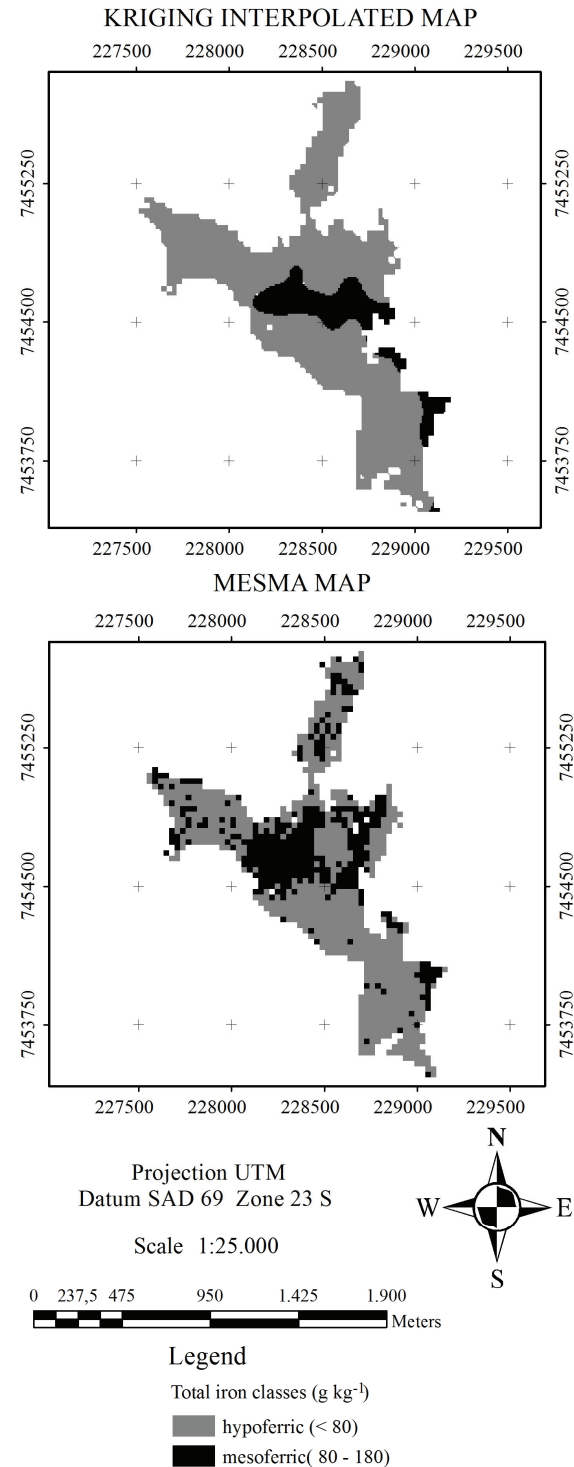 KRIGING INTERPOLATED MAP
227500 228000 228500 229000 229500
7455250 7455250
7454500 7454500
7453750 7453750
227500 228000 228500 229000 229500
MESMA MAP
227500 228000 228500 229000 229500
7455250 7455250
7454500 7454500
7453750 7453750
227500 228000 228500 229000 229500
N
Projection UTM
Datum SAD 69 Zone 23 S
W E
Scale 1:25.000
S
0 237,5 475 950 1.425 1.900
Meters
Legend
Total iron classes (g kg-1)
hypoferric (< 80)
mesoferric( 80 - 180)